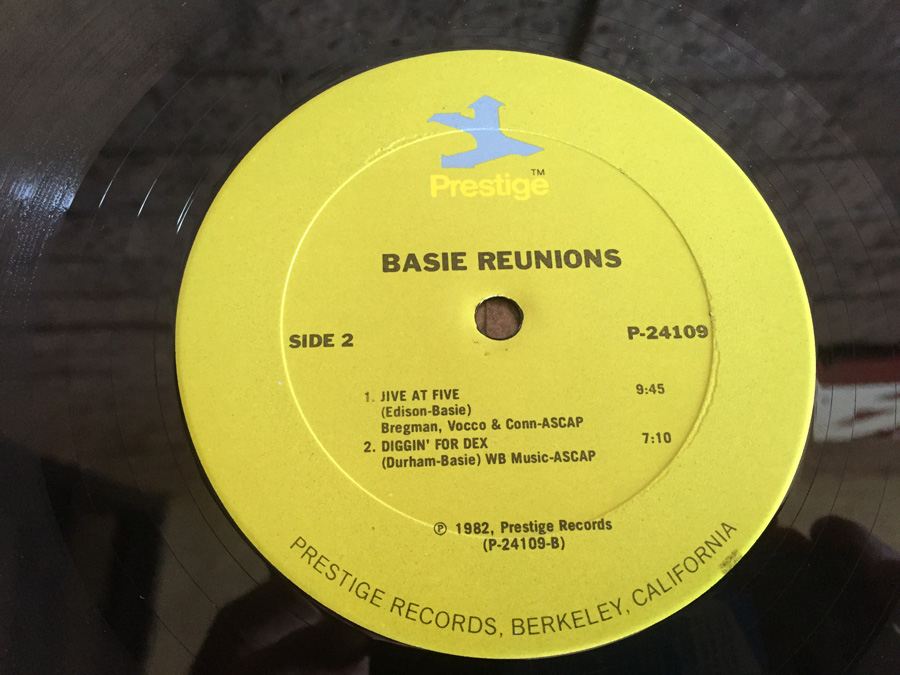 Prestige™
BASIE REUNIONS
SIDE 2
P-24109
1. JIVE AT FIVE 9:45
(Edison-Basie)
Bregman, Vocco & Conn-ASCAP
2. DIGGIN' FOR DEX 7:10
(Durham-Basie) WB Music-ASCAP
℗ 1982, Prestige Records
(P-24109-B)
PRESTIGE RECORDS, BERKELEY, CALIFORNIA